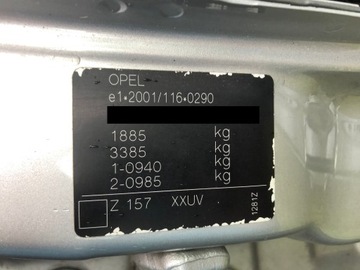 OPEL
e1*2001/116*0290
1885 kg
3385 kg
1-0940 kg
2-0985 kg
Z 157 XXUV
1281Z